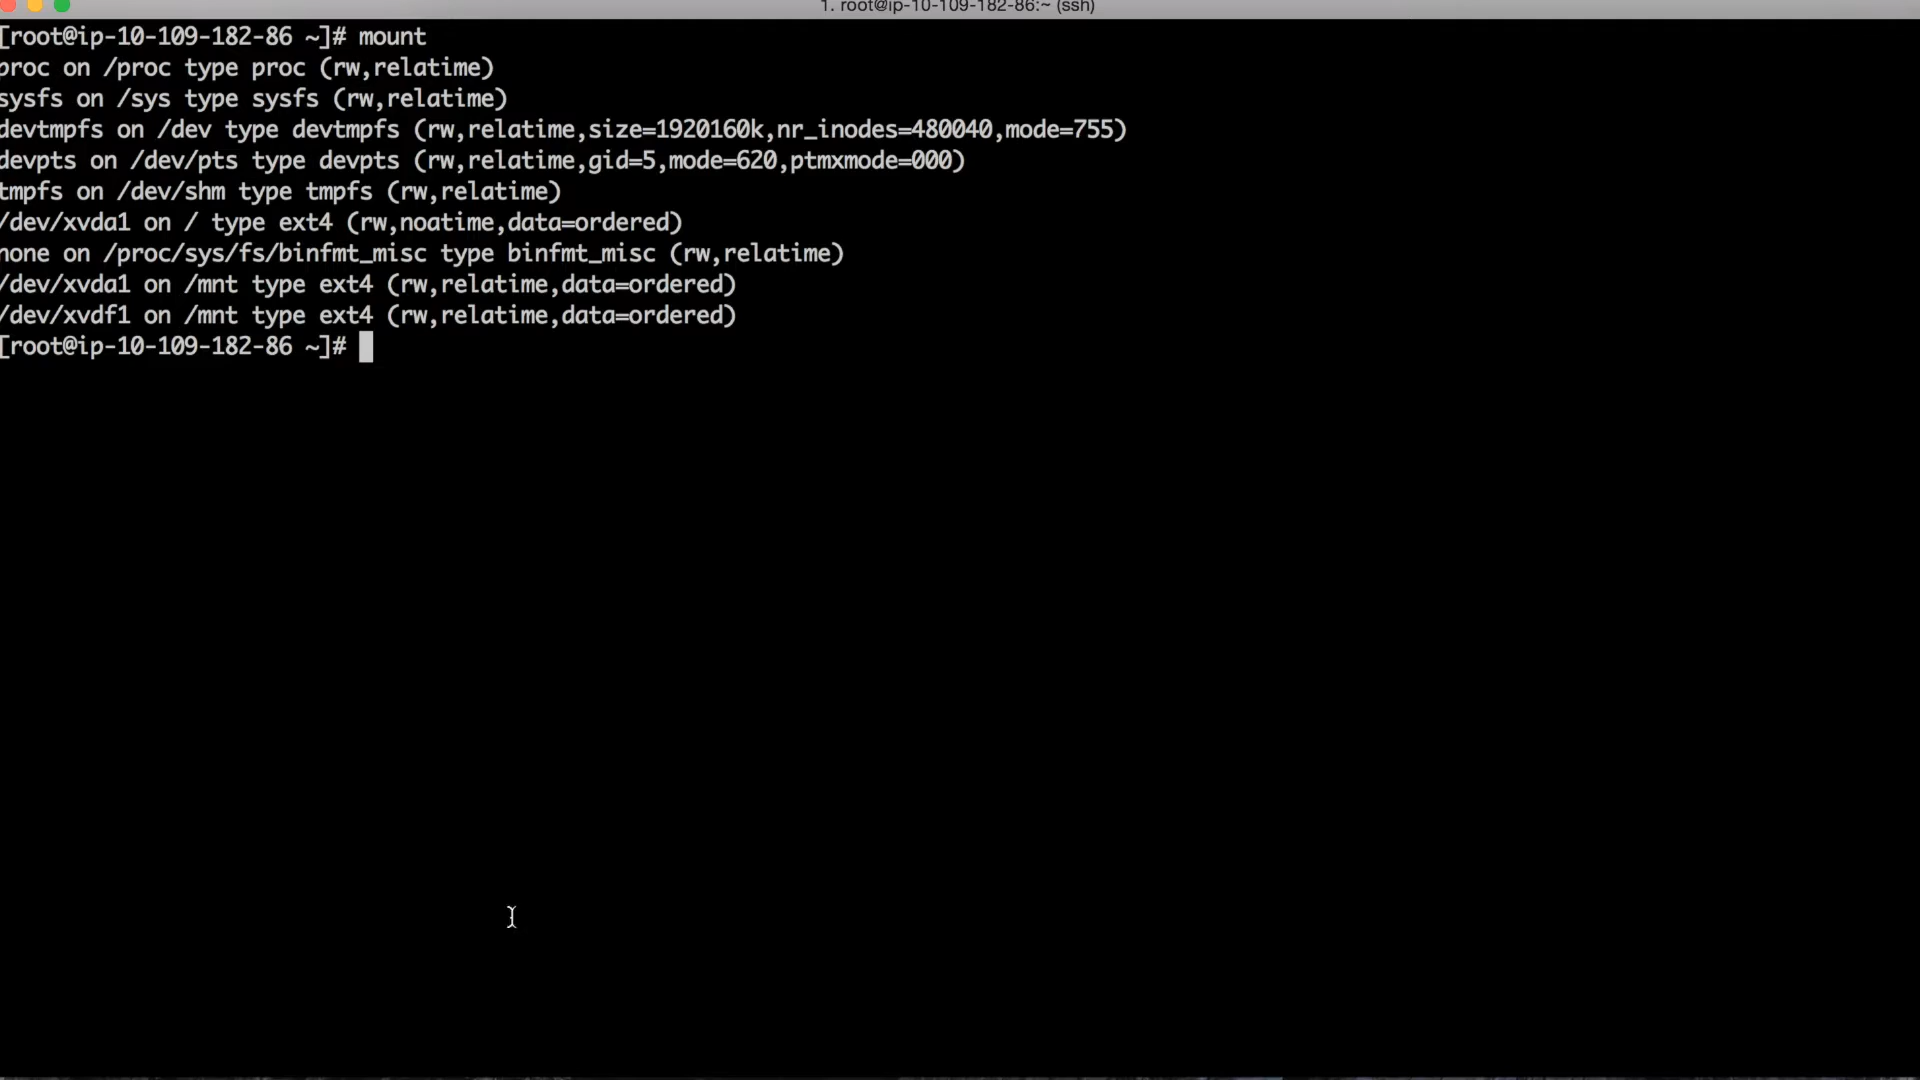 1. root@ip-10-109-182-86:~ (ssh)
[root@ip-10-109-182-86 ~]# mount
proc on /proc type proc (rw,relatime)
sysfs on /sys type sysfs (rw,relatime)
devtmpfs on /dev type devtmpfs (rw,relatime,size=1920160k,nr_inodes=480040,mode=755)
devpts on /dev/pts type devpts (rw,relatime,gid=5,mode=620,ptmxmode=000)
tmpfs on /dev/shm type tmpfs (rw,relatime)
/dev/xvda1 on / type ext4 (rw,noatime,data=ordered)
none on /proc/sys/fs/binfmt_misc type binfmt_misc (rw,relatime)
/dev/xvda1 on /mnt type ext4 (rw,relatime,data=ordered)
/dev/xvdf1 on /mnt type ext4 (rw,relatime,data=ordered)
[root@ip-10-109-182-86 ~]#